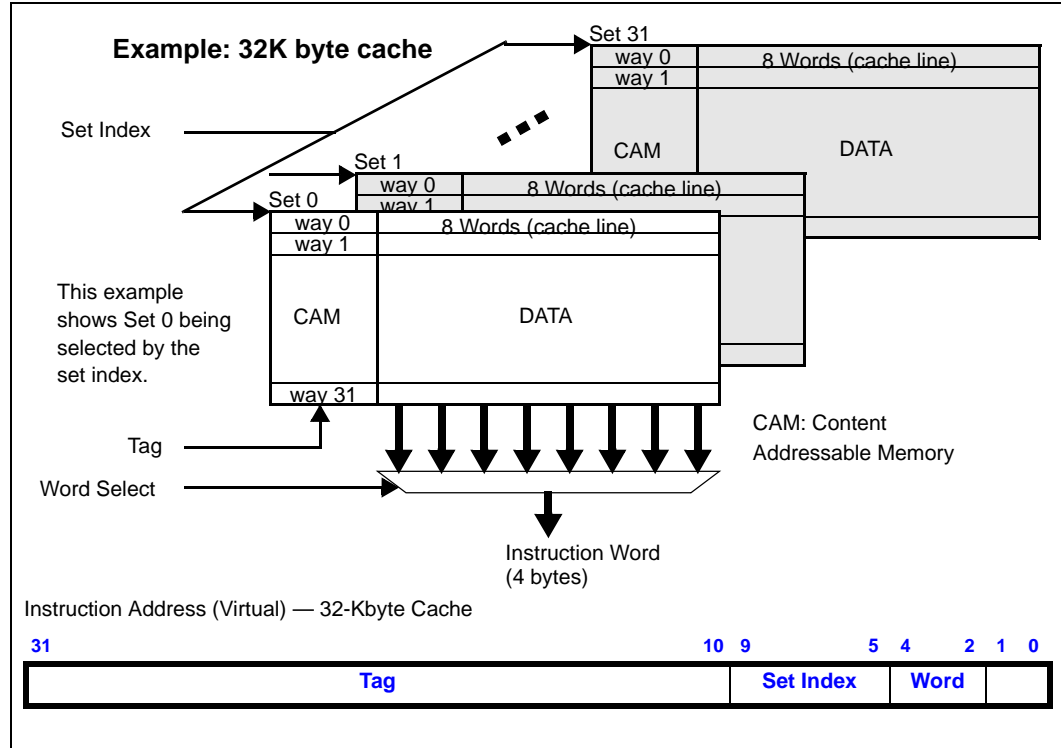 Example: 32K byte cache
Set 31
way 0
8 Words (cache line)
way 1
Set Index
CAM
DATA
Set 1
way 0
8 Words (cache line)
way 1
Set 0
way 0
8 Words (cache line)
way 1
This example
shows Set 0 being
selected by the
set index.
CAM
DATA
way 31
CAM: Content
Addressable Memory
Tag
Word Select
Instruction Word
(4 bytes)
Instruction Address (Virtual) — 32-Kbyte Cache
31 10 9 5 4 2 1 0
Tag Set Index Word